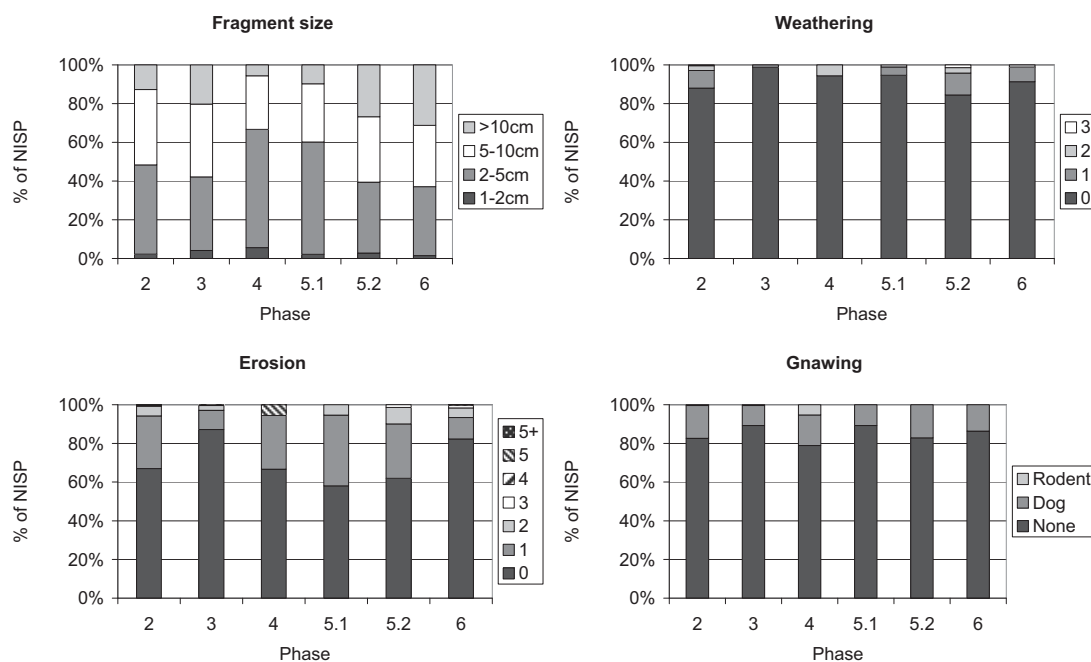 Fragment size
100%
80%
60%
40%
20%
0%
% of NISP
2 3 4 5.1 5.2 6
Phase
>10cm
5-10cm
2-5cm
1-2cm
Weathering
100%
80%
60%
40%
20%
0%
% of NISP
2 3 4 5.1 5.2 6
Phase
3
2
1
0
Erosion
100%
80%
60%
40%
20%
0%
% of NISP
2 3 4 5.1 5.2 6
Phase
5+
5
4
3
2
1
0
Gnawing
100%
80%
60%
40%
20%
0%
% of NISP
2 3 4 5.1 5.2 6
Phase
Rodent
Dog
None